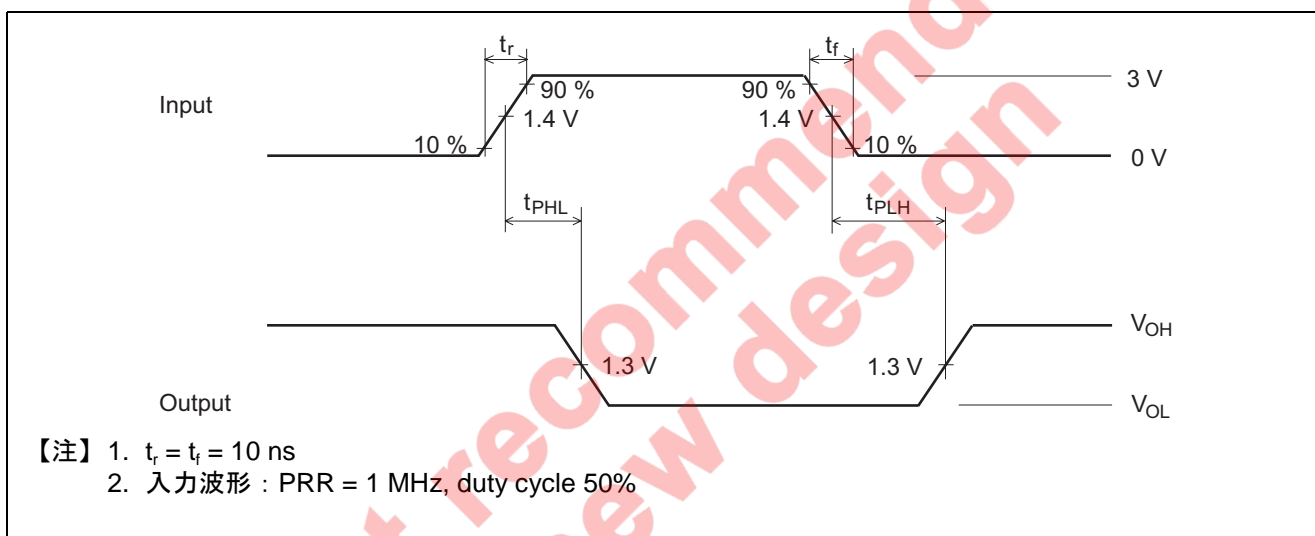 tr tf
90 % 90 % 3 V
Input 1.4 V 1.4 V
10 % 10 % 0 V
tPHL tPLH
VOH
1.3 V 1.3 V
Output VOL
【注】 1. tr = tf = 10 ns
2. 入力波形：PRR = 1 MHz, duty cycle 50%
recommend
design